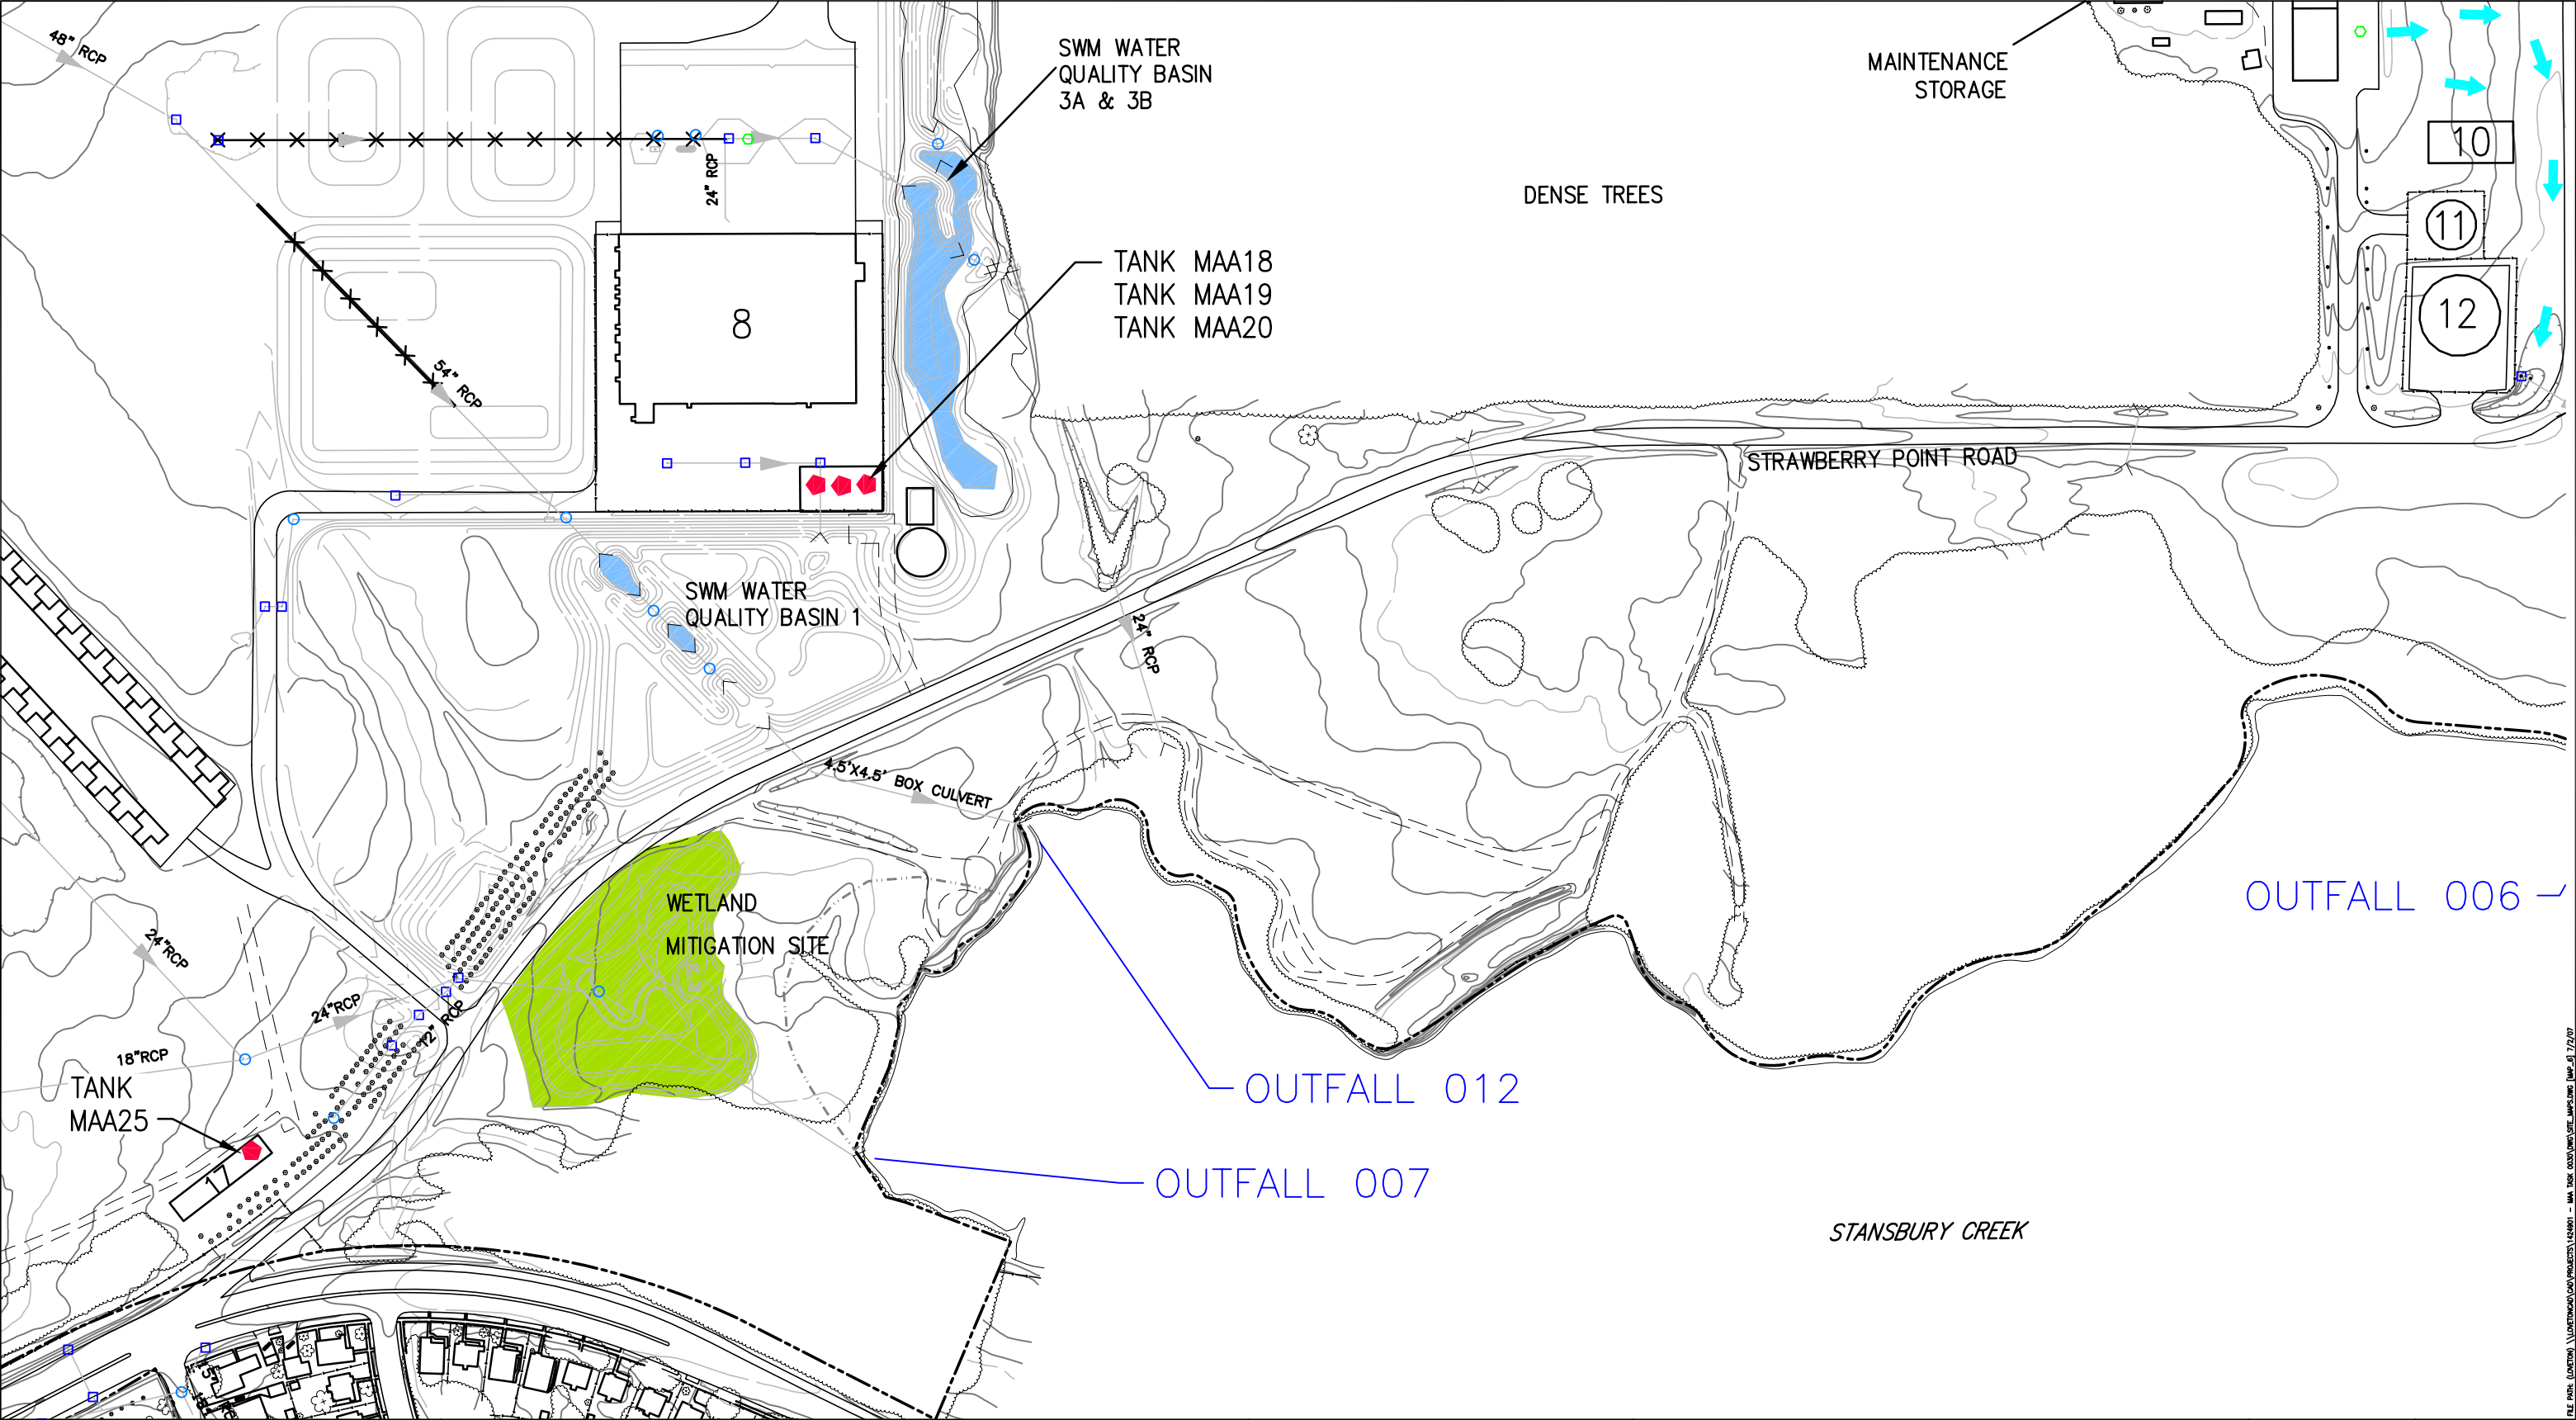 48" RCP
SWM WATER
QUALITY BASIN
3A & 3B
MAINTENANCE
STORAGE
24" RCP
DENSE TREES
10
11
12
TANK MAA18
TANK MAA19
TANK MAA20
8
54" RCP
STRAWBERRY POINT ROAD
SWM WATER
QUALITY BASIN 1
24" RCP
4.5'X4.5' BOX CULVERT
WETLAND
MITIGATION SITE
OUTFALL 006
24"RCP
24"RCP
12" RCP
18"RCP
TANK
MAA25
17
OUTFALL 012
OUTFALL 007
STANSBURY CREEK